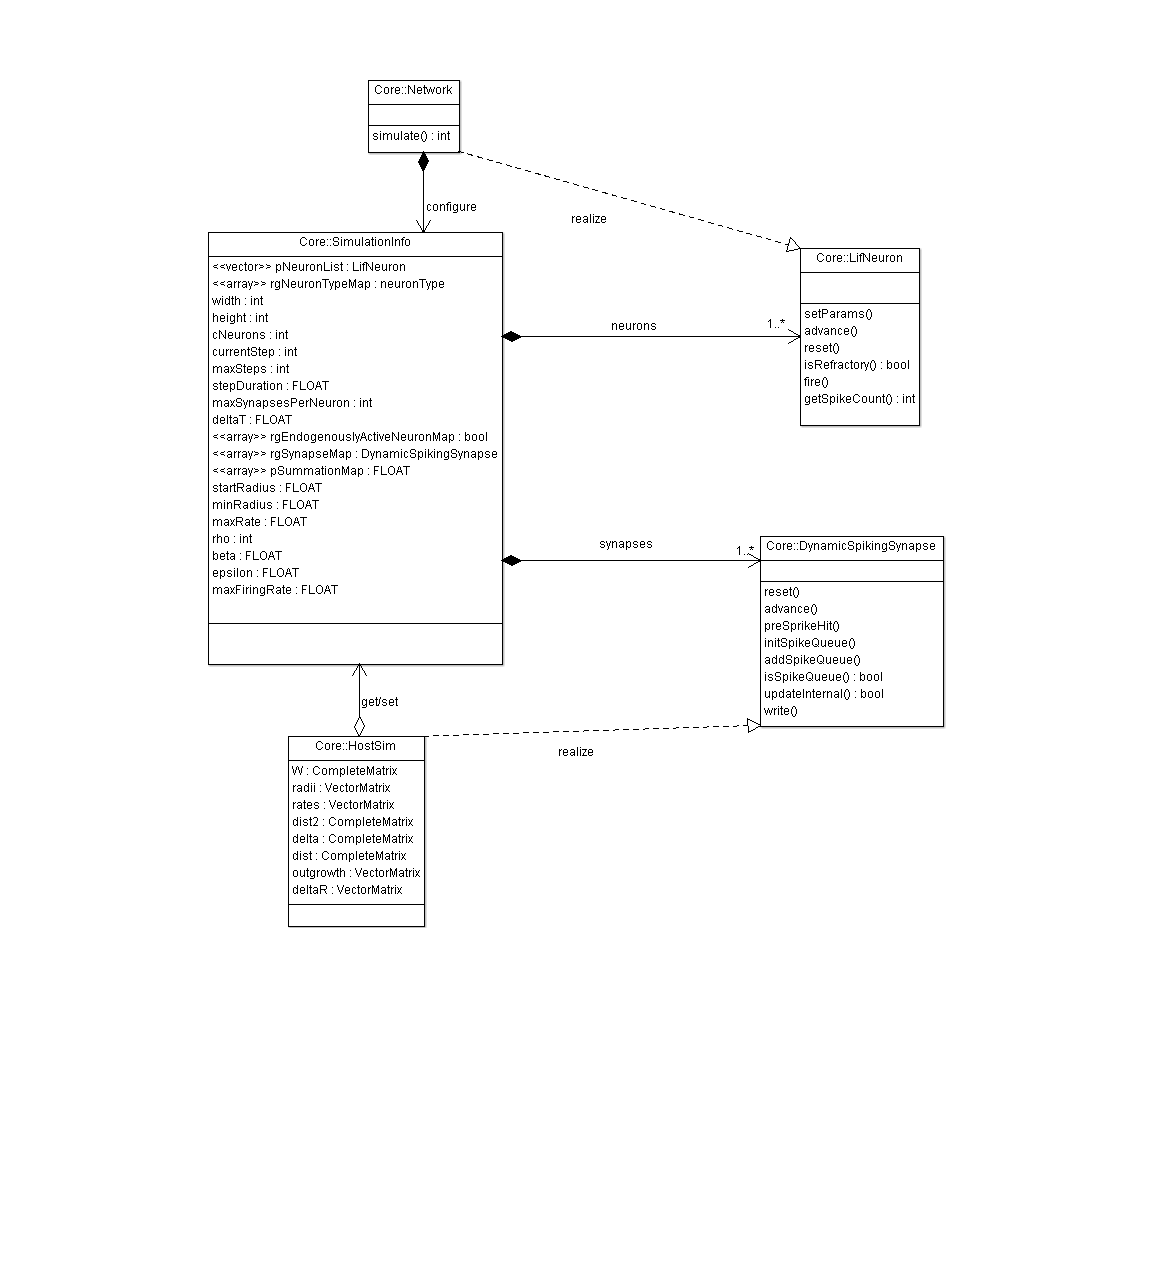 Core::Network
simulate() : int
configure
realize
Core::SimulationInfo
<<vector>> pNeuronList : LifNeuron
<<array>> rgNeuronTypeMap : neuronType
width : int
height : int
cNeurons : int
currentStep : int
maxSteps : int
stepDuration : FLOAT
maxSynapsesPerNeuron : int
deltaT : FLOAT
<<array>> rgEndogenouslyActiveNeuronMap : bool
<<array>> rgSynapseMap : DynamicSpikingSynapse
<<array>> pSummationMap : FLOAT
startRadius : FLOAT
minRadius : FLOAT
maxRate : FLOAT
rho : int
beta : FLOAT
epsilon : FLOAT
maxFiringRate : FLOAT
neurons
1..*
Core::LifNeuron
setParams()
advance()
reset()
isRefractory() : bool
fire()
getSpikeCount() : int
synapses
1..*
Core::DynamicSpikingSynapse
reset()
advance()
preSprikeHit()
initSpikeQueue()
addSpikeQueue()
isSpikeQueue() : bool
updateInternal() : bool
write()
get/set
realize
Core::HostSim
W : CompleteMatrix
radii : VectorMatrix
rates : VectorMatrix
dist2 : CompleteMatrix
delta : CompleteMatrix
dist : CompleteMatrix
outgrowth : VectorMatrix
deltaR : VectorMatrix